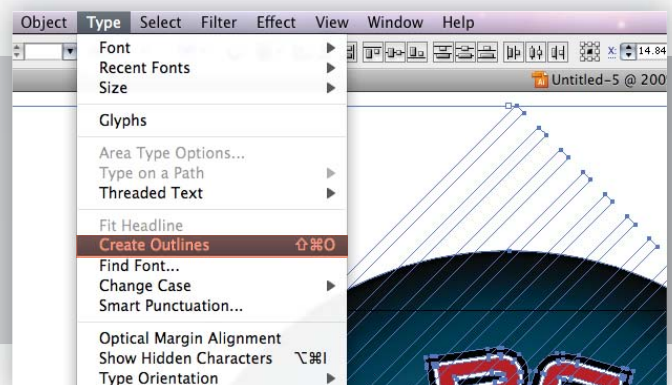 Object Type Select Filter Effect View Window Help
x: 14.84
Untitled-5 @ 200
Font
Recent Fonts
Size
Glyphs
Area Type Options...
Type on a Path
Threaded Text
Fit Headline
Create Outlines ⇧⌘O
Find Font...
Change Case
Smart Punctuation...
Optical Margin Alignment
Show Hidden Characters ⌥⌘I
Type Orientation